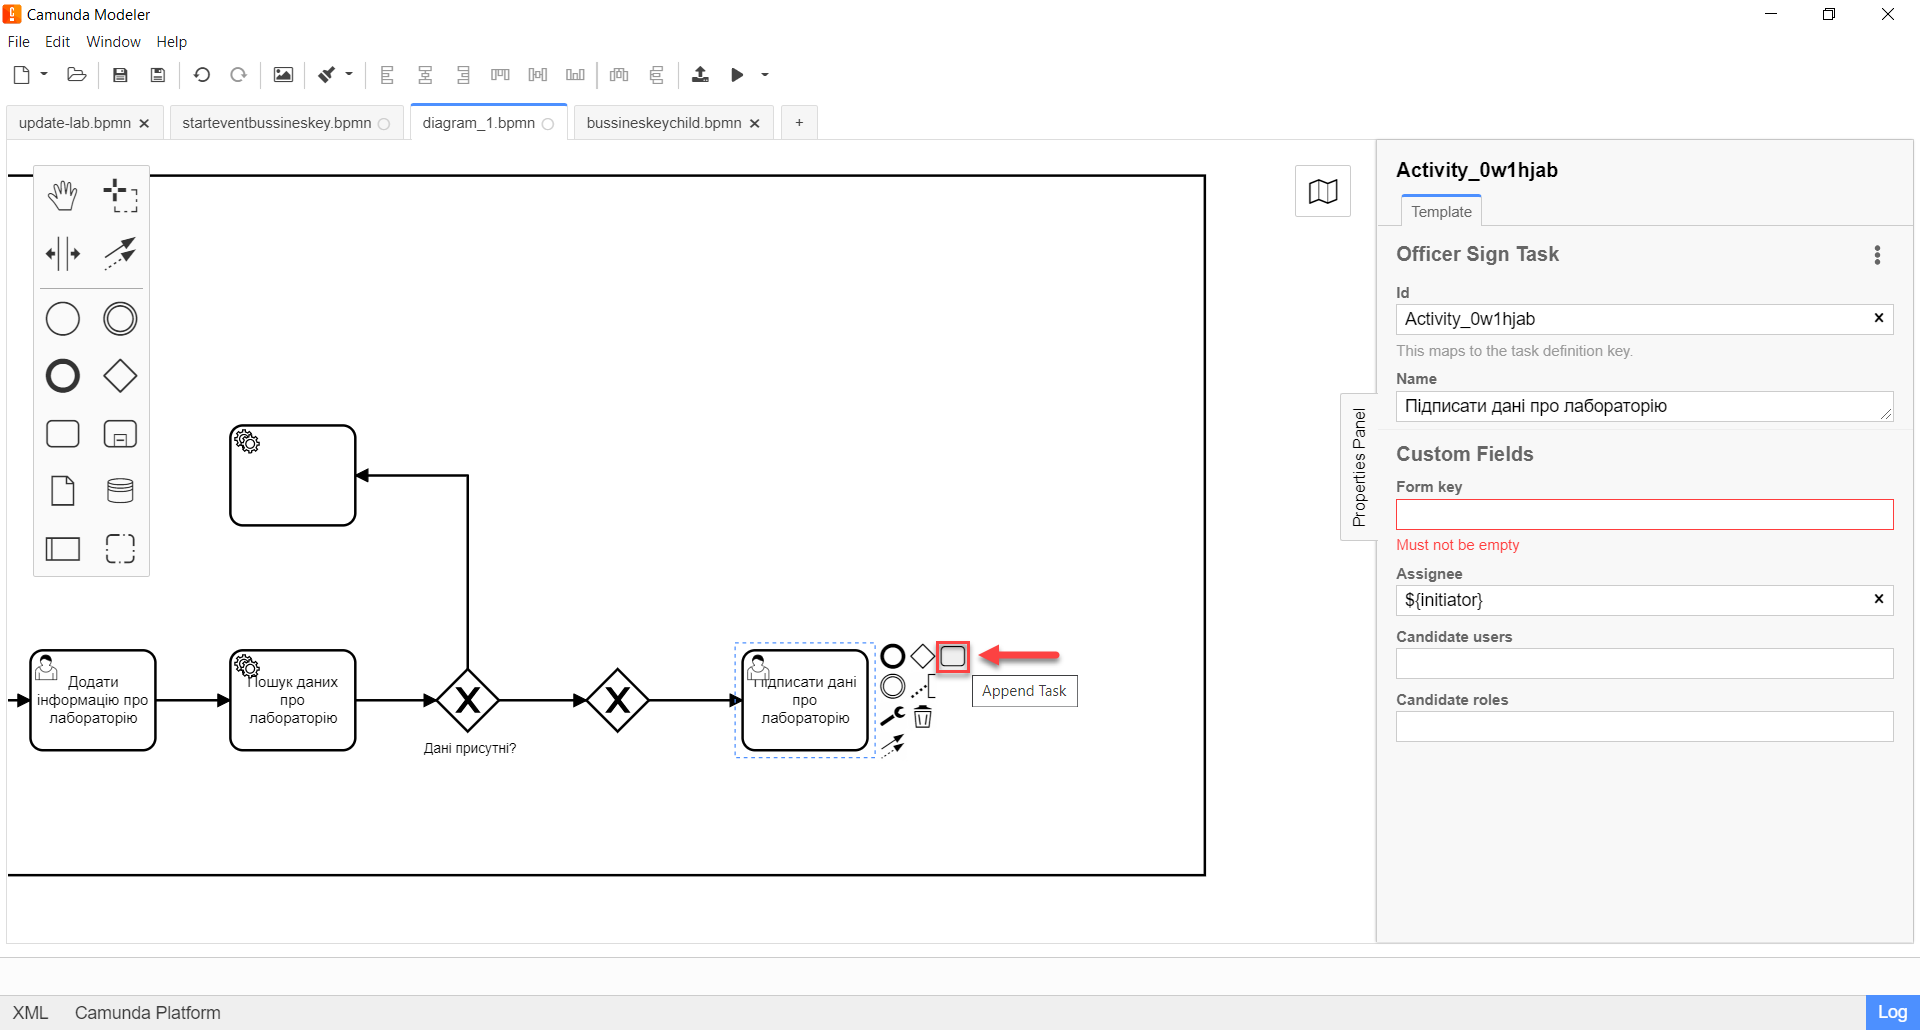 Camunda Modeler
File Edit Window Help
update-lab.bpmn
starteventbussineskey.bpmn
diagram_1.bpmn
bussineskeychild.bpmn
+
Activity_0w1hjab
Template
Officer Sign Task
Id
Activity_0w1hjab
This maps to the task definition key.
Name
Підписати дані про лабораторію
Properties Panel
Custom Fields
Form key
Must not be empty
Assignee
${initiator}
Candidate users
Candidate roles
Додати
інформацію про
лабораторію
Пошук даних
про
лабораторію
X
Дані присутні?
X
Підписати дані
про
лабораторію
Append Task
XML Camunda Platform
Log